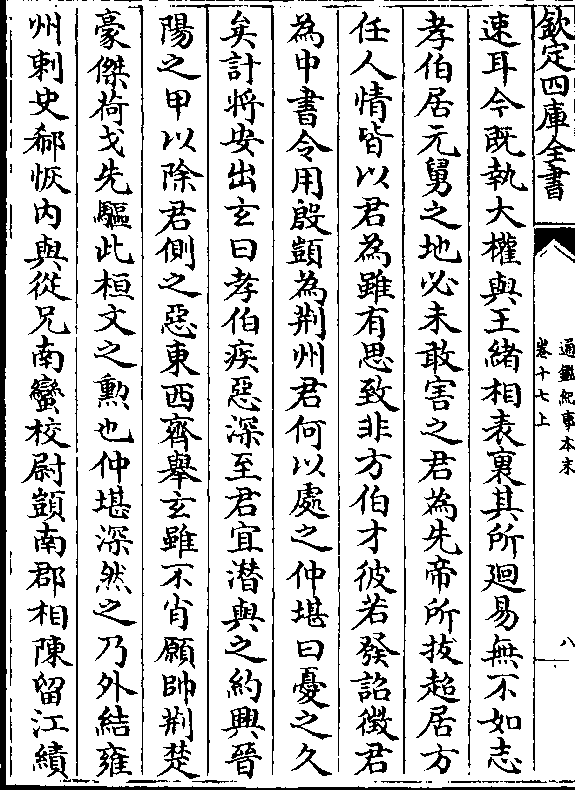 欽定四庫全書
通鑑紀事本末
卷十七上
八
速耳今既執大權與王緒相表裏其所廻易無不如志
孝伯居元舅之地必未敢害之君為先帝所拔超居方
任人情皆以君為雖有思致非方伯才彼若發詔徵君
為中書令用殷顗為荆州君何以處之仲堪曰憂之久
矣計將安出玄曰孝伯疾惡深至君宜潜與之約興晉
陽之甲以除君側之惡東西齊舉玄雖不肖願帥荆楚
豪傑荷戈先驅此桓文之勲也仲堪深然之乃外結雍
州刺史郗恢内與從兄南蠻校尉顗南郡相陳留江績